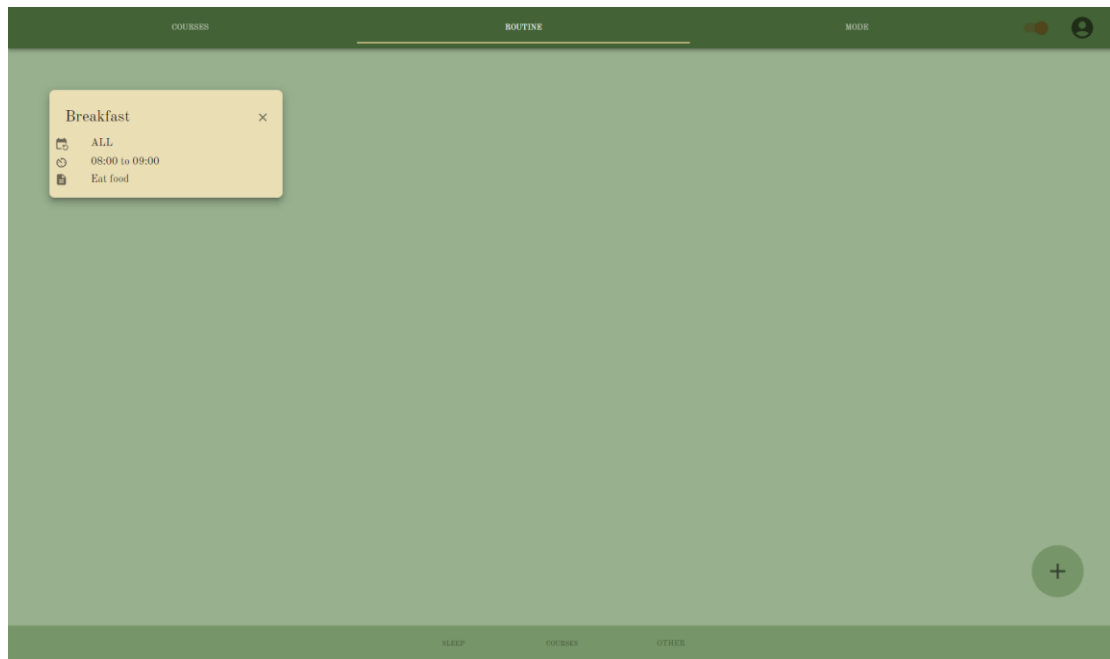 COURSES ROUTINE MODE
Breakfast
ALL
08:00 to 09:00
Eat food
SLEEP COURSES OTHER